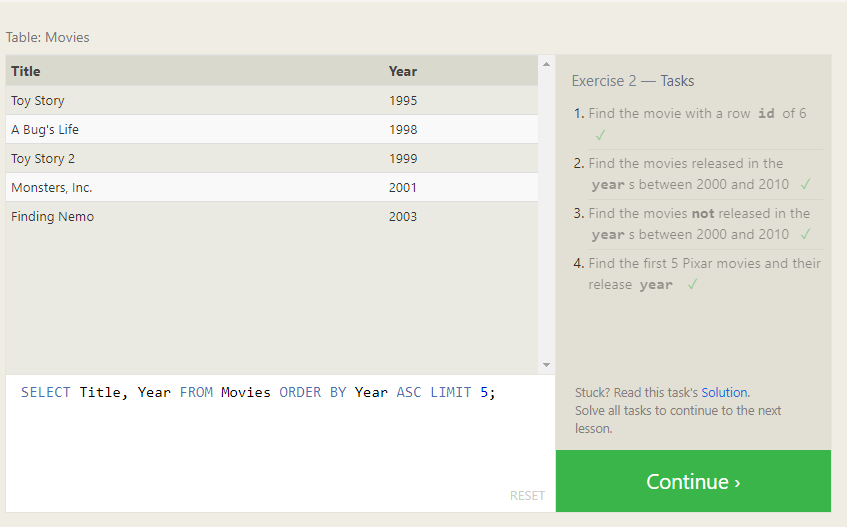 Table: Movies
Title Year
Toy Story 1995
A Bug's Life 1998
Toy Story 2 1999
Monsters, Inc. 2001
Finding Nemo 2003
SELECT Title, Year FROM Movies ORDER BY Year ASC LIMIT 5;
RESET
Exercise 2 — Tasks
1. Find the movie with a row id of 6
✓
2. Find the movies released in the
year s between 2000 and 2010 ✓
3. Find the movies not released in the
year s between 2000 and 2010 ✓
4. Find the first 5 Pixar movies and their
release year ✓
Stuck? Read this task's Solution.
Solve all tasks to continue to the next
lesson.
Continue ›